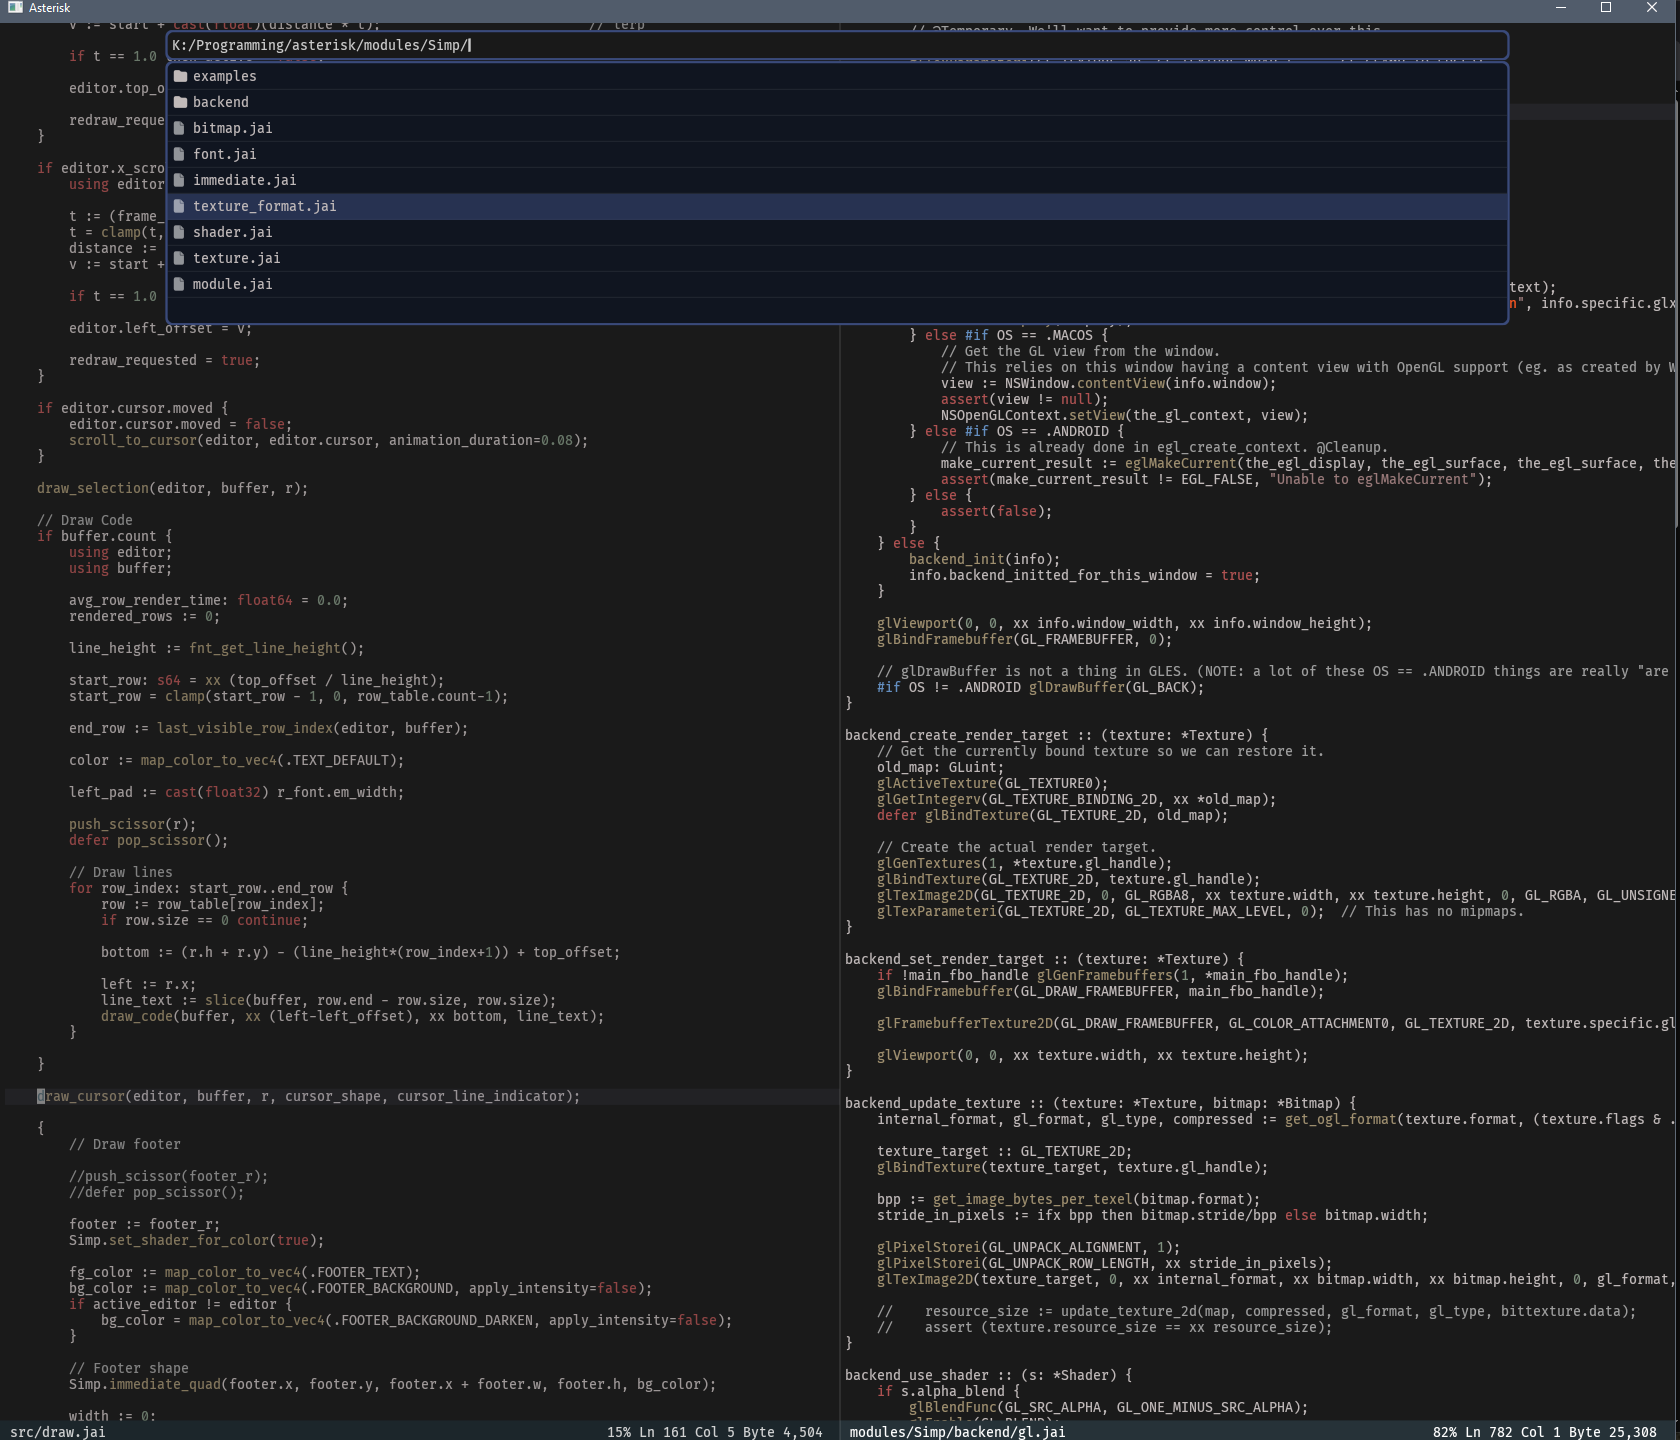 Asterisk
v := start + cast(float)(distance * t); // lerp
K:/Programming/asterisk/modules/Simp/
examples
backend
bitmap.jai
font.jai
immediate.jai
texture_format.jai
shader.jai
texture.jai
module.jai
if t == 1.0
editor.top_o
redraw_reque
}
if editor.x_scro
using editor
t := (frame_
t = clamp(t,
distance :=
v := start +
if t == 1.0
editor.left_offset = v;
redraw_requested = true;
}
if editor.cursor.moved {
editor.cursor.moved = false;
scroll_to_cursor(editor, editor.cursor, animation_duration=0.08);
}
draw_selection(editor, buffer, r);
// Draw Code
if buffer.count {
using editor;
using buffer;
avg_row_render_time: float64 = 0.0;
rendered_rows := 0;
line_height := fnt_get_line_height();
start_row: s64 = xx (top_offset / line_height);
start_row = clamp(start_row - 1, 0, row_table.count-1);
end_row := last_visible_row_index(editor, buffer);
color := map_color_to_vec4(.TEXT_DEFAULT);
left_pad := cast(float32) r_font.em_width;
push_scissor(r);
defer pop_scissor();
// Draw lines
for row_index: start_row..end_row {
row := row_table[row_index];
if row.size == 0 continue;
bottom := (r.h + r.y) - (line_height*(row_index+1)) + top_offset;
left := r.x;
line_text := slice(buffer, row.end - row.size, row.size);
draw_code(buffer, xx (left-left_offset), xx bottom, line_text);
}
}
draw_cursor(editor, buffer, r, cursor_shape, cursor_line_indicator);
{
// Draw footer
//push_scissor(footer_r);
//defer pop_scissor();
footer := footer_r;
Simp.set_shader_for_color(true);
fg_color := map_color_to_vec4(.FOOTER_TEXT);
bg_color := map_color_to_vec4(.FOOTER_BACKGROUND, apply_intensity=false);
if active_editor != editor {
bg_color = map_color_to_vec4(.FOOTER_BACKGROUND_DARKEN, apply_intensity=false);
}
// Footer shape
Simp.immediate_quad(footer.x, footer.y, footer.x + footer.w, footer.h, bg_color);
width := 0;
src/draw.jai 15% Ln 161 Col 5 Byte 4,504
// @Temporary. We'll want to provide more control over this
text);
n", info.specific.glx
} else #if OS == .MACOS {
// Get the GL view from the window.
// This relies on this window having a content view with OpenGL support (eg. as created by W
view := NSWindow.contentView(info.window);
assert(view != null);
NSOpenGLContext.setView(the_gl_context, view);
} else #if OS == .ANDROID {
// This is already done in egl_create_context. @Cleanup.
make_current_result := eglMakeCurrent(the_egl_display, the_egl_surface, the_egl_surface, the
assert(make_current_result != EGL_FALSE, "Unable to eglMakeCurrent");
} else {
assert(false);
}
} else {
backend_init(info);
info.backend_initted_for_this_window = true;
}
glViewport(0, 0, xx info.window_width, xx info.window_height);
glBindFramebuffer(GL_FRAMEBUFFER, 0);
// glDrawBuffer is not a thing in GLES. (NOTE: a lot of these OS == .ANDROID things are really "are
#if OS != .ANDROID glDrawBuffer(GL_BACK);
}
backend_create_render_target :: (texture: *Texture) {
// Get the currently bound texture so we can restore it.
old_map: GLuint;
glActiveTexture(GL_TEXTURE0);
glGetIntegerv(GL_TEXTURE_BINDING_2D, xx *old_map);
defer glBindTexture(GL_TEXTURE_2D, old_map);
// Create the actual render target.
glGenTextures(1, *texture.gl_handle);
glBindTexture(GL_TEXTURE_2D, texture.gl_handle);
glTexImage2D(GL_TEXTURE_2D, 0, GL_RGBA8, xx texture.width, xx texture.height, 0, GL_RGBA, GL_UNSIGNE
glTexParameteri(GL_TEXTURE_2D, GL_TEXTURE_MAX_LEVEL, 0); // This has no mipmaps.
}
backend_set_render_target :: (texture: *Texture) {
if !main_fbo_handle glGenFramebuffers(1, *main_fbo_handle);
glBindFramebuffer(GL_DRAW_FRAMEBUFFER, main_fbo_handle);
glFramebufferTexture2D(GL_DRAW_FRAMEBUFFER, GL_COLOR_ATTACHMENT0, GL_TEXTURE_2D, texture.specific.gl
glViewport(0, 0, xx texture.width, xx texture.height);
}
backend_update_texture :: (texture: *Texture, bitmap: *Bitmap) {
internal_format, gl_format, gl_type, compressed := get_ogl_format(texture.format, (texture.flags & .
texture_target :: GL_TEXTURE_2D;
glBindTexture(texture_target, texture.gl_handle);
bpp := get_image_bytes_per_texel(bitmap.format);
stride_in_pixels := ifx bpp then bitmap.stride/bpp else bitmap.width;
glPixelStorei(GL_UNPACK_ALIGNMENT, 1);
glPixelStorei(GL_UNPACK_ROW_LENGTH, xx stride_in_pixels);
glTexImage2D(texture_target, 0, xx internal_format, xx bitmap.width, xx bitmap.height, 0, gl_format,
// resource_size := update_texture_2d(map, compressed, gl_format, gl_type, bittexture.data);
// assert (texture.resource_size == xx resource_size);
}
backend_use_shader :: (s: *Shader) {
if s.alpha_blend {
glBlendFunc(GL_SRC_ALPHA, GL_ONE_MINUS_SRC_ALPHA);
glEnable(GL_BLEND);
modules/Simp/backend/gl.jai 82% Ln 782 Col 1 Byte 25,308